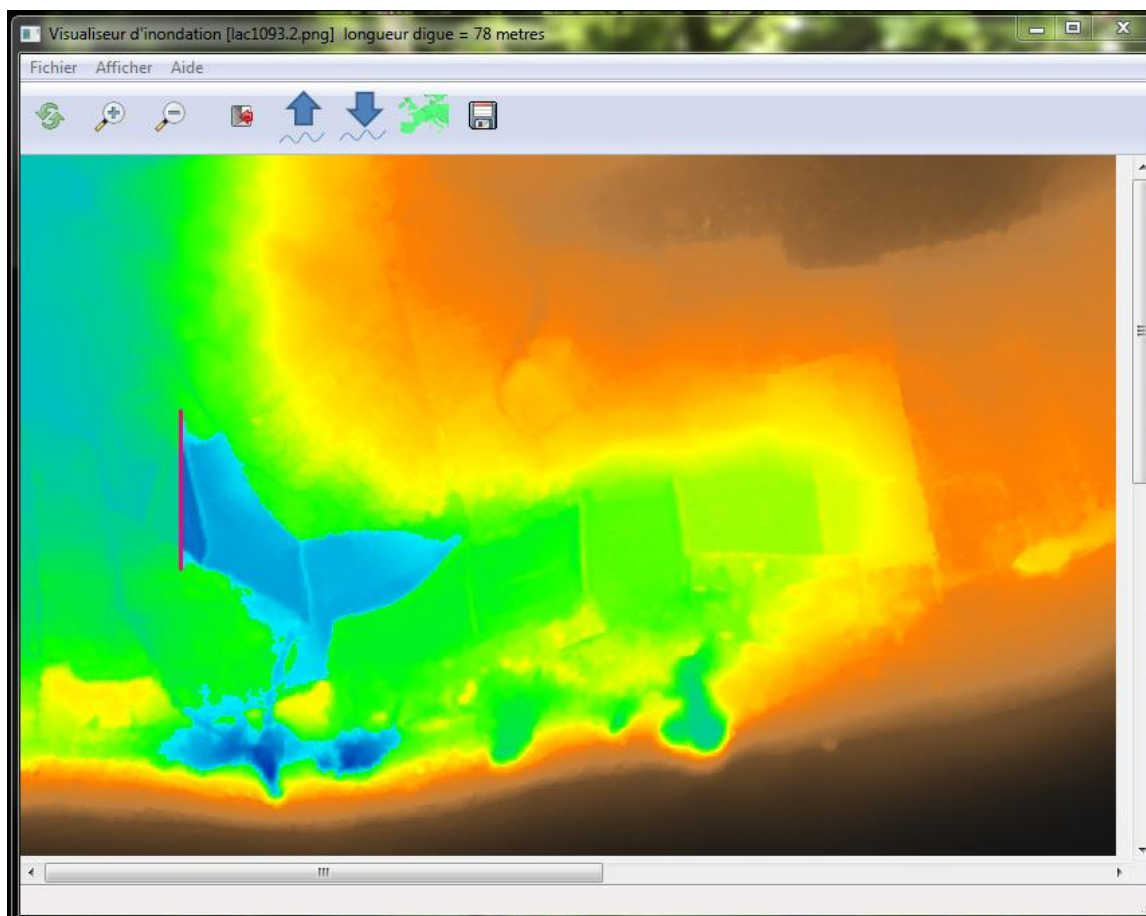 Visualiseur d'inondation [lac1093.2.png] longueur digue = 78 metres
Fichier Afficher Aide